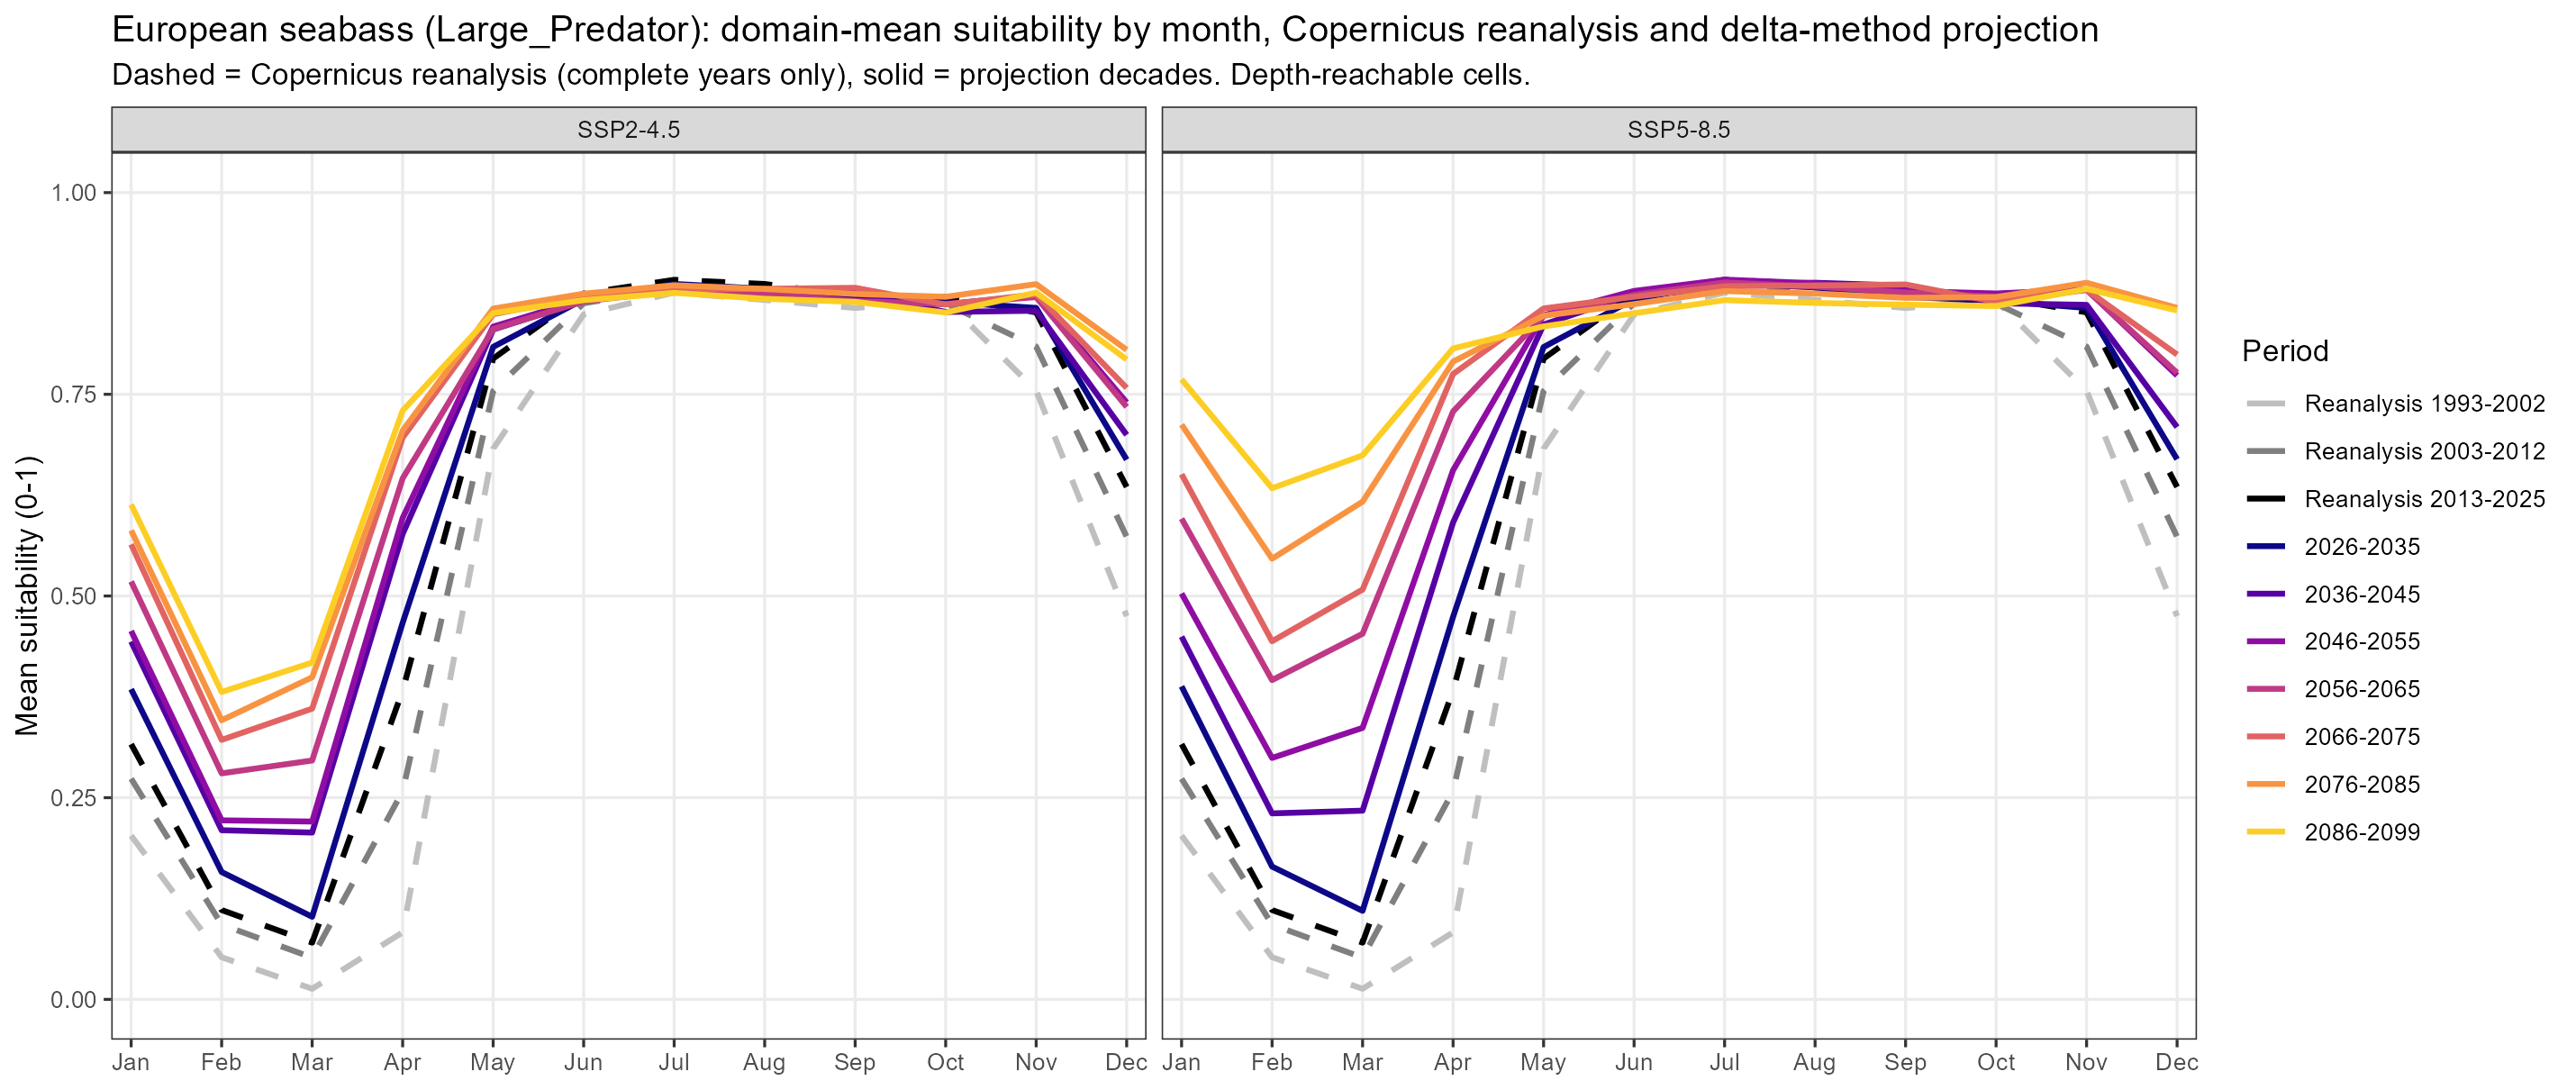 European seabass (Large_Predator): domain-mean suitability by month, Copernicus reanalysis and delta-method projection
Dashed = Copernicus reanalysis (complete years only), solid = projection decades. Depth-reachable cells.
SSP2-4.5
SSP5-8.5
Mean suitability (0-1)
1.00
0.75
0.50
0.25
0.00
Jan Feb Mar Apr May Jun Jul Aug Sep Oct Nov Dec
Jan Feb Mar Apr May Jun Jul Aug Sep Oct Nov Dec
Period
Reanalysis 1993-2002
Reanalysis 2003-2012
Reanalysis 2013-2025
2026-2035
2036-2045
2046-2055
2056-2065
2066-2075
2076-2085
2086-2099